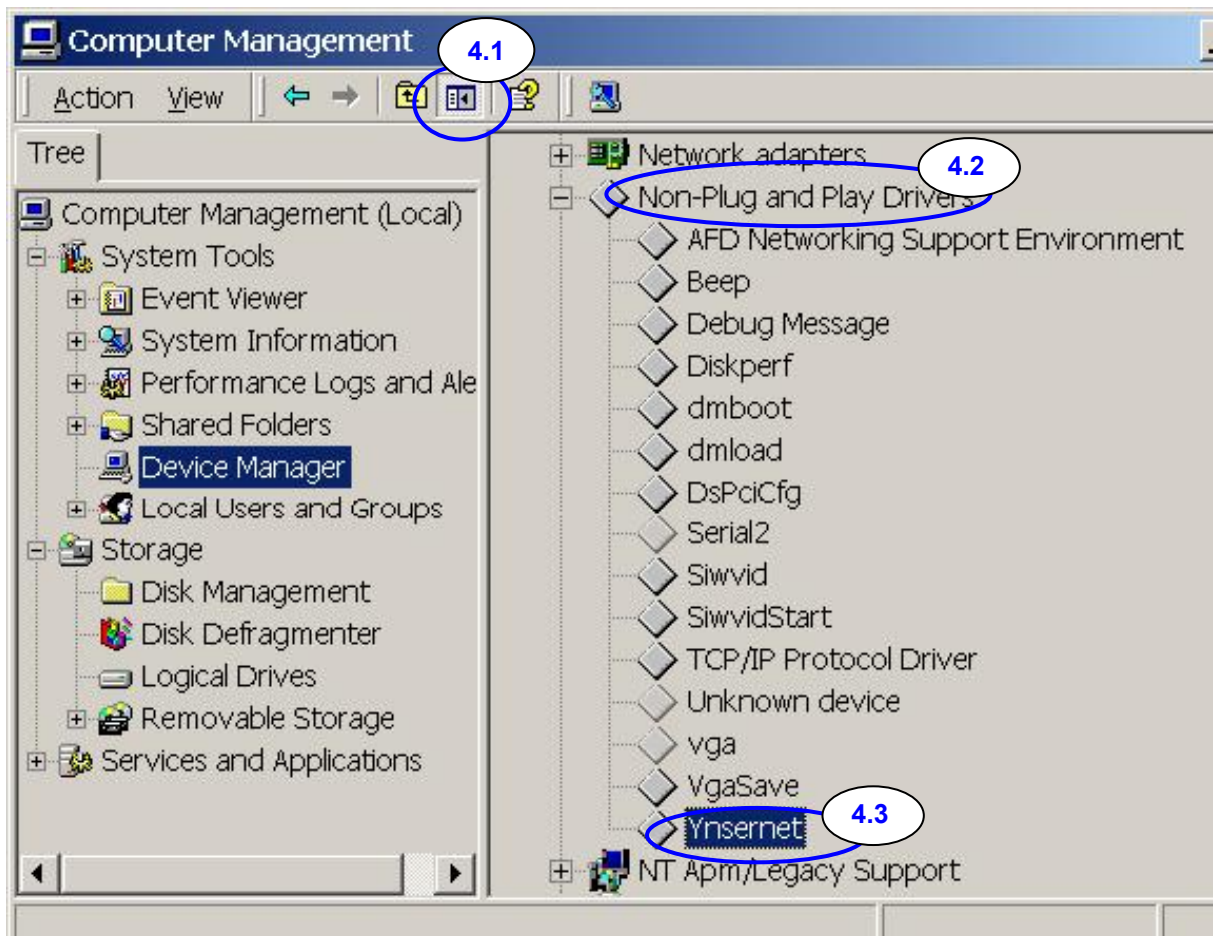 Computer Management
4.1
Action View
Tree
Computer Management (Local)
System Tools
Event Viewer
System Information
Performance Logs and Ale
Shared Folders
Device Manager
Local Users and Groups
Storage
Disk Management
Disk Defragmenter
Logical Drives
Removable Storage
Services and Applications
Network adapters
4.2
Non-Plug and Play Drivers
AFD Networking Support Environment
Beep
Debug Message
Diskperf
dmboot
dmload
DsPciCfg
Serial2
Siwvid
SiwvidStart
TCP/IP Protocol Driver
Unknown device
vga
VgaSave
4.3
Ynsernet
NT Apm/Legacy Support